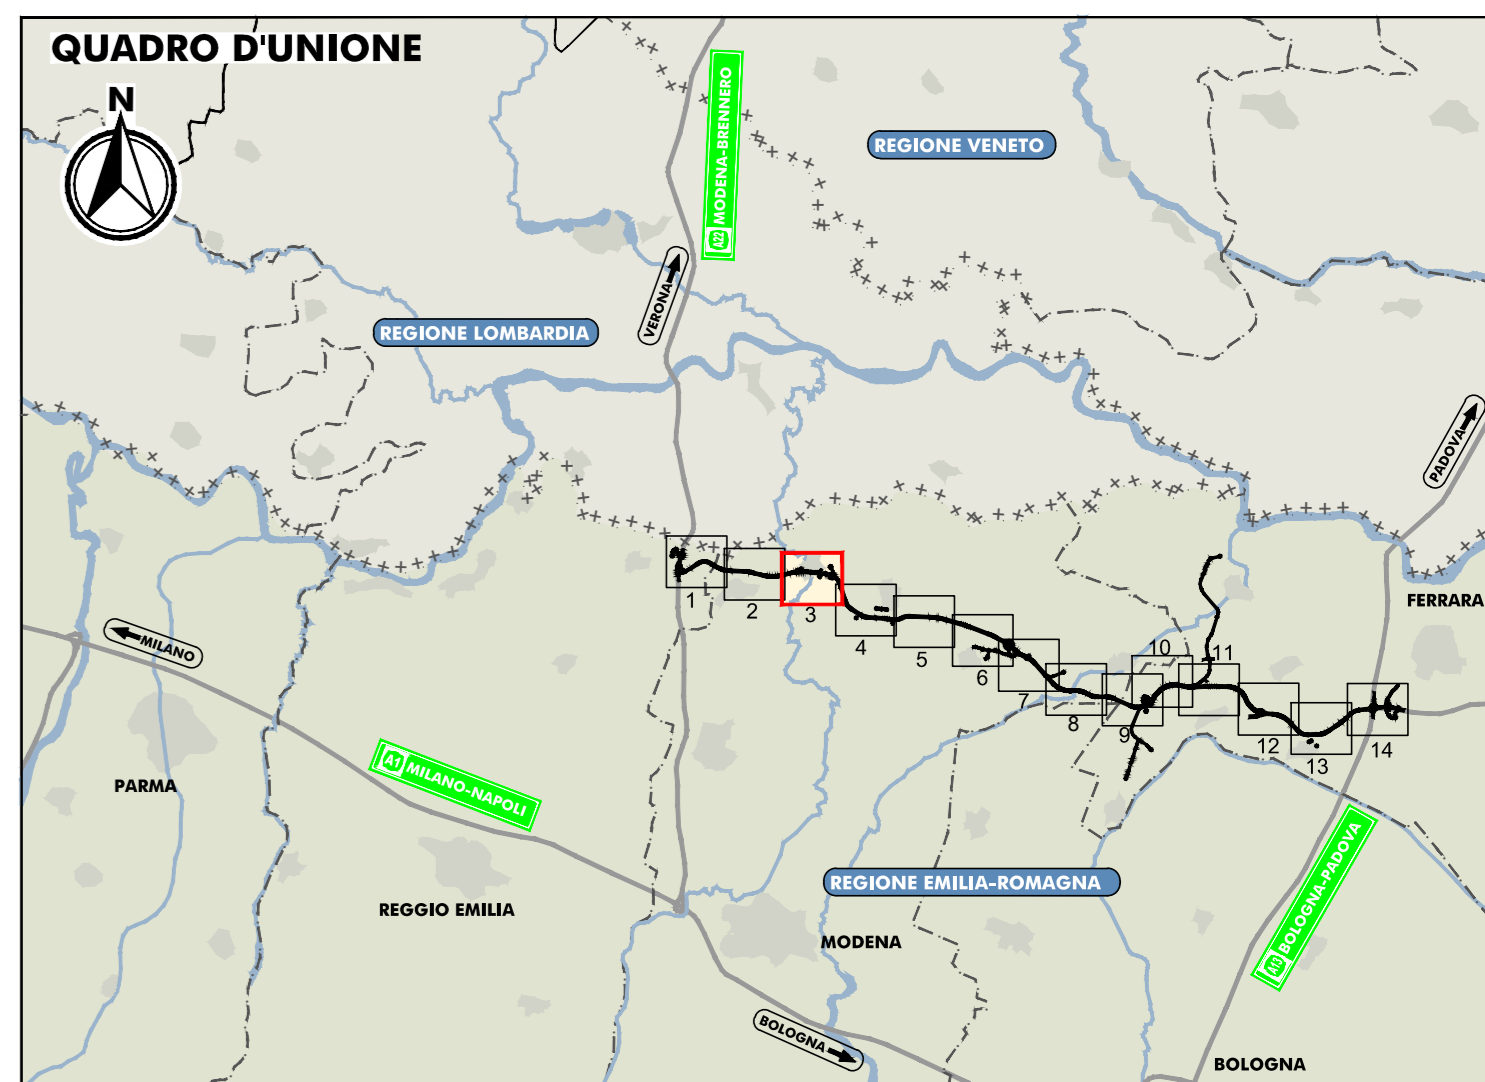 QUADRO D'UNIONE
N
A22 MODENA-BRENNERO
REGIONE VENETO
VERONA
REGIONE LOMBARDIA
PADOVA
FERRARA
MILANO
1
2
3
4
5
6
7
8
9
10
11
12
13
14
PARMA
A1 MILANO-NAPOLI
REGIONE EMILIA-ROMAGNA
A13 BOLOGNA-PADOVA
REGGIO EMILIA
MODENA
BOLOGNA
BOLOGNA